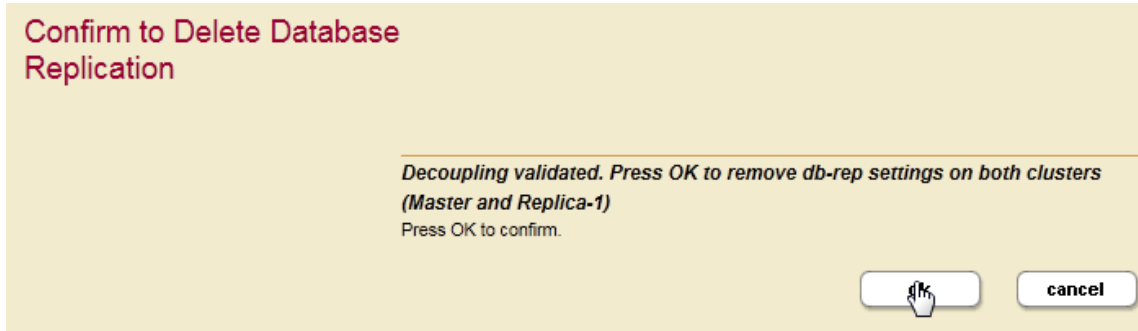 Confirm to Delete Database
Replication
Decoupling validated. Press OK to remove db-rep settings on both clusters
(Master and Replica-1)
Press OK to confirm.
ok
cancel